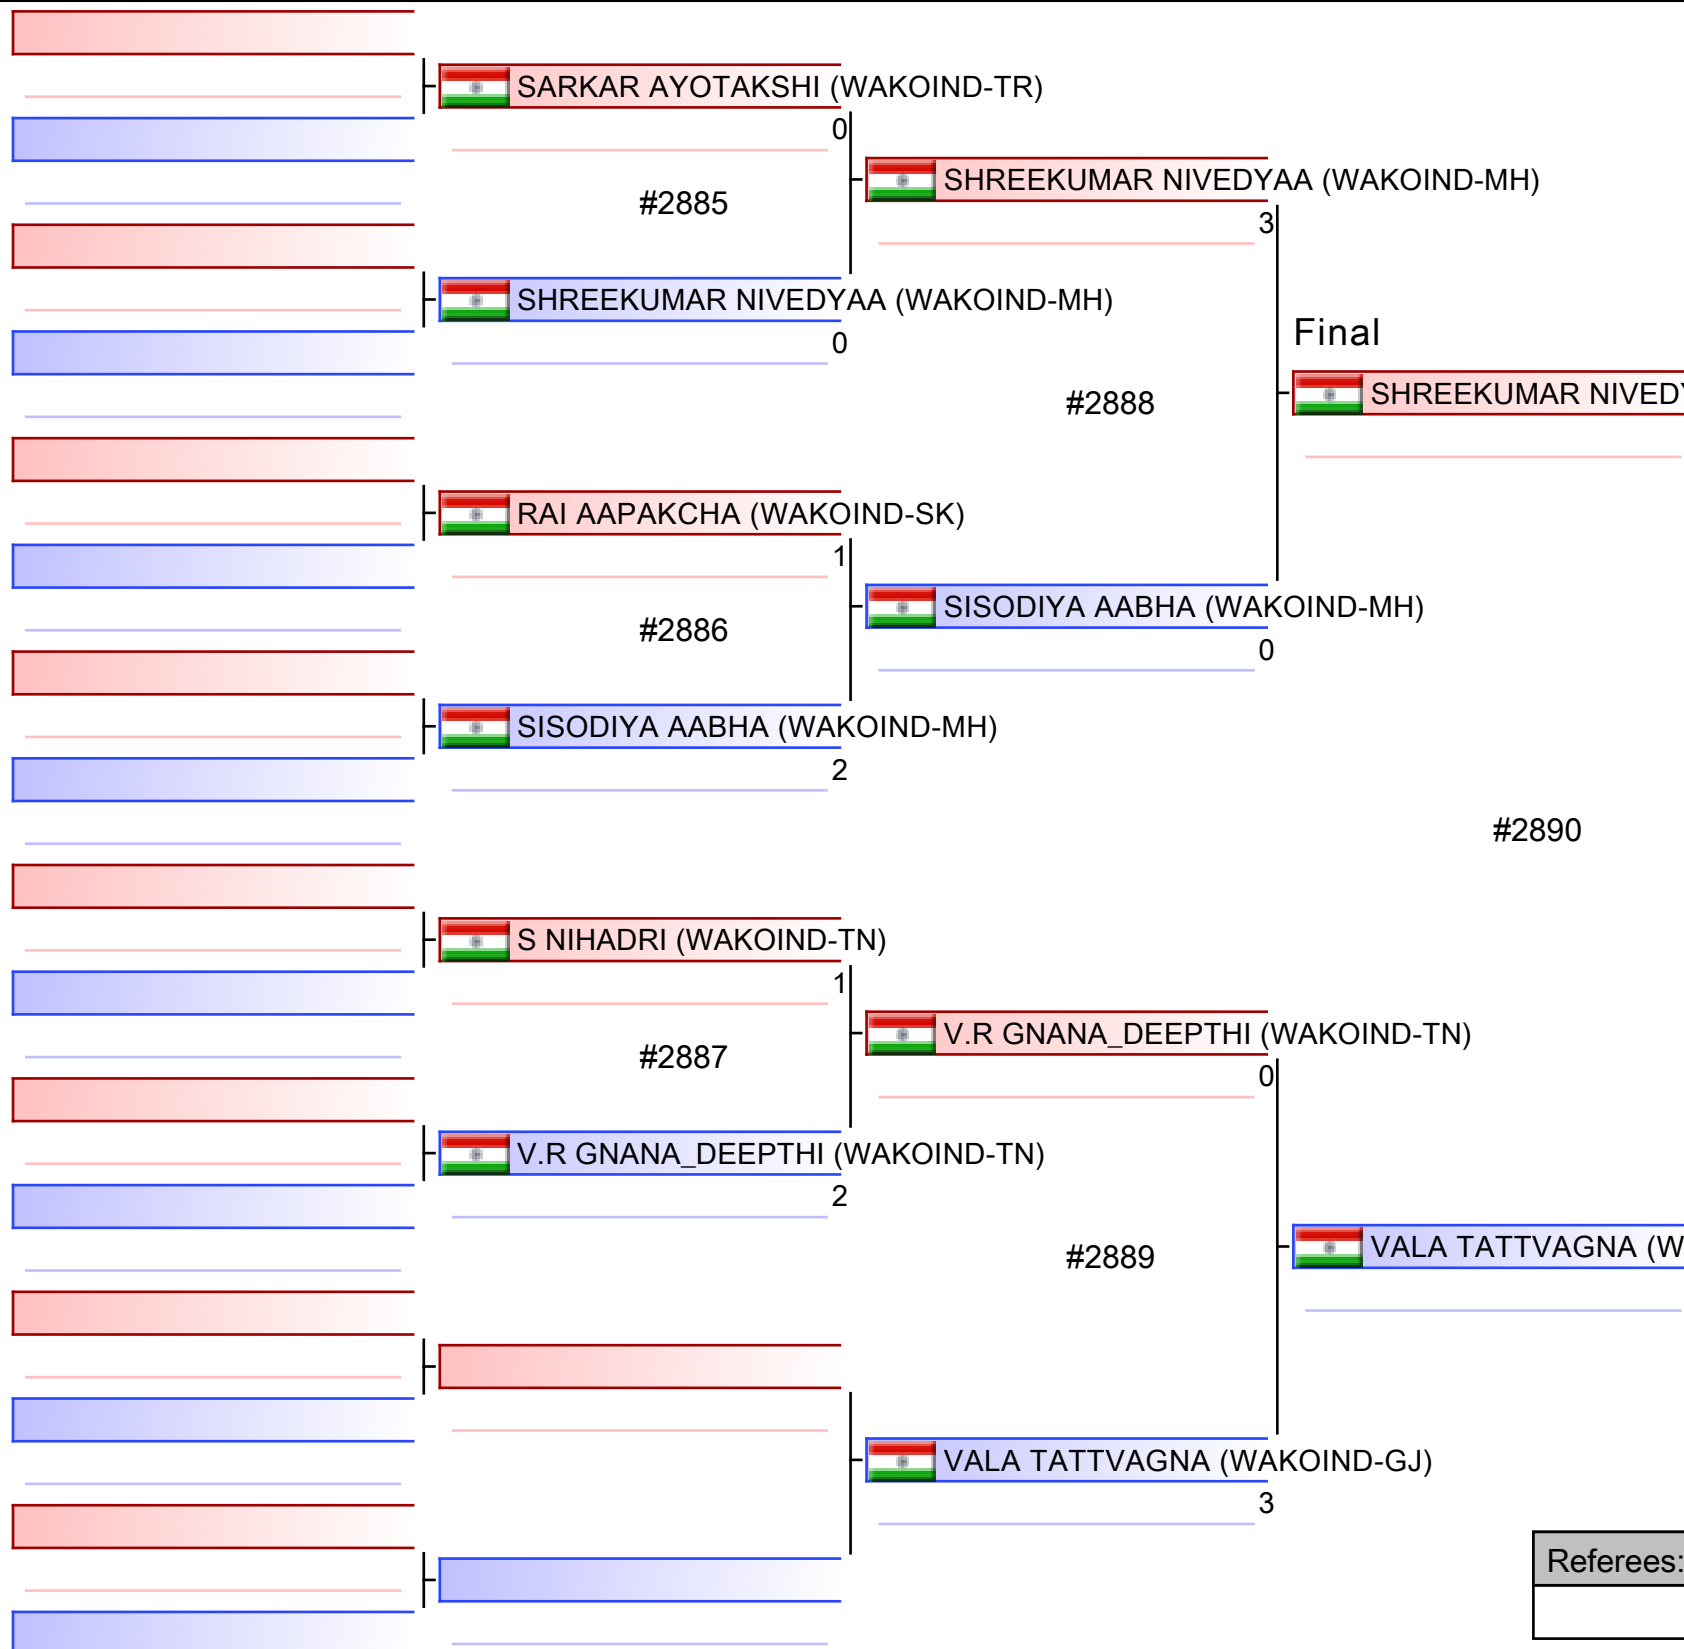 SARKAR AYOTAKSHI (WAKOIND-TR)
0
SHREEKUMAR NIVEDYAA (WAKOIND-MH)
#2885
3
SHREEKUMAR NIVEDYAA (WAKOIND-MH)
Final
0
SHREEKUMAR NIVEDY
#2888
RAI AAPAKCHA (WAKOIND-SK)
1
SISODIYA AABHA (WAKOIND-MH)
#2886
0
SISODIYA AABHA (WAKOIND-MH)
2
#2890
S NIHADRI (WAKOIND-TN)
1
V.R GNANA_DEEPTHI (WAKOIND-TN)
#2887
0
V.R GNANA_DEEPTHI (WAKOIND-TN)
2
#2889
VALA TATTVAGNA (W
VALA TATTVAGNA (WAKOIND-GJ)
3
Referees: